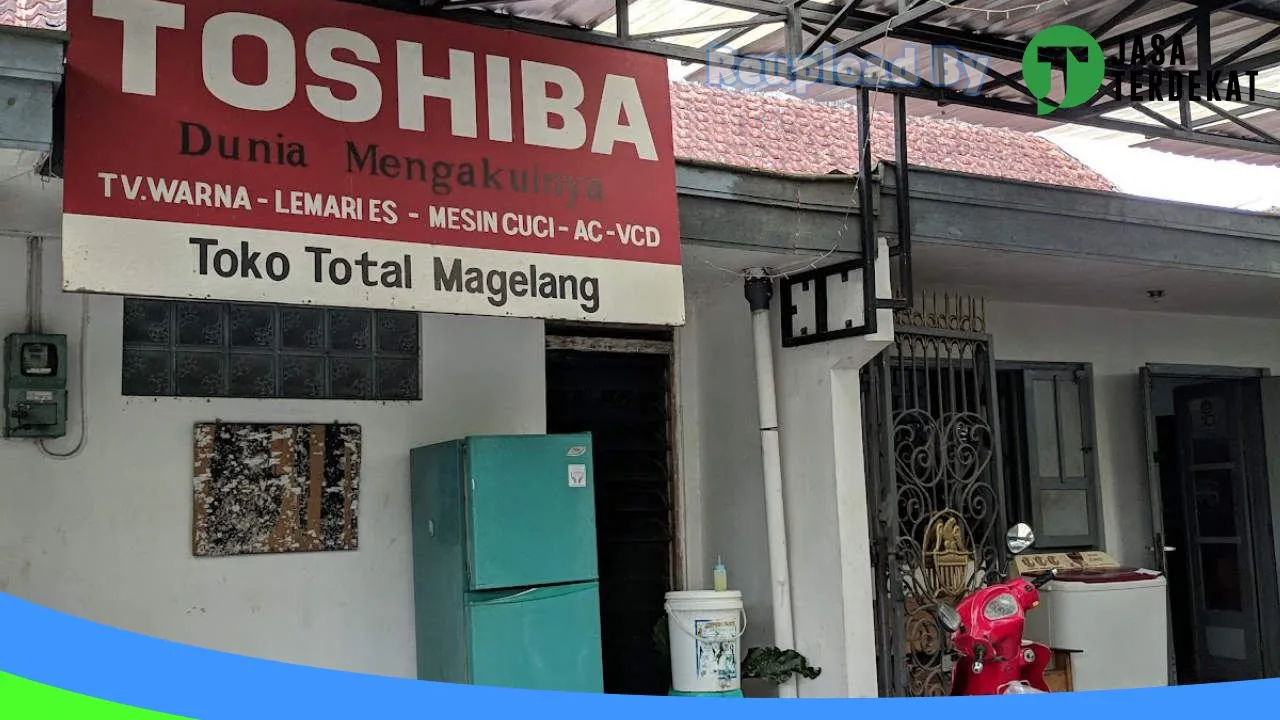 TOSHIBA
Dunia Mengakuinya
TV.WARNA - LEMARI ES - MESIN CUCI - AC - VCD
Toko Total Magelang
Reupload By
JASA
TERDEKAT